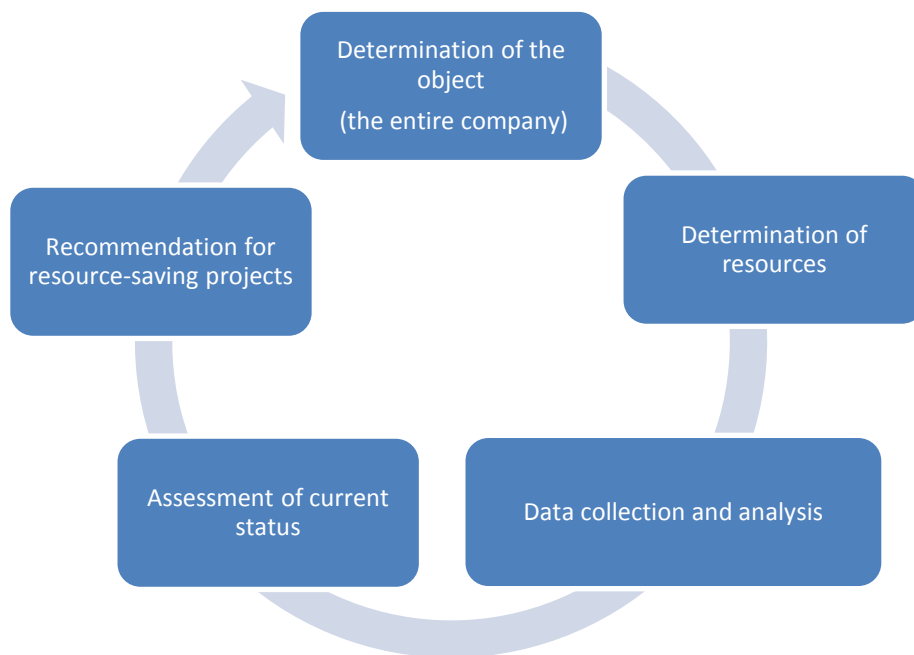 Determination of the
object
(the entire company)
Determination of
resources
Data collection and analysis
Assessment of current
status
Recommendation for
resource-saving projects